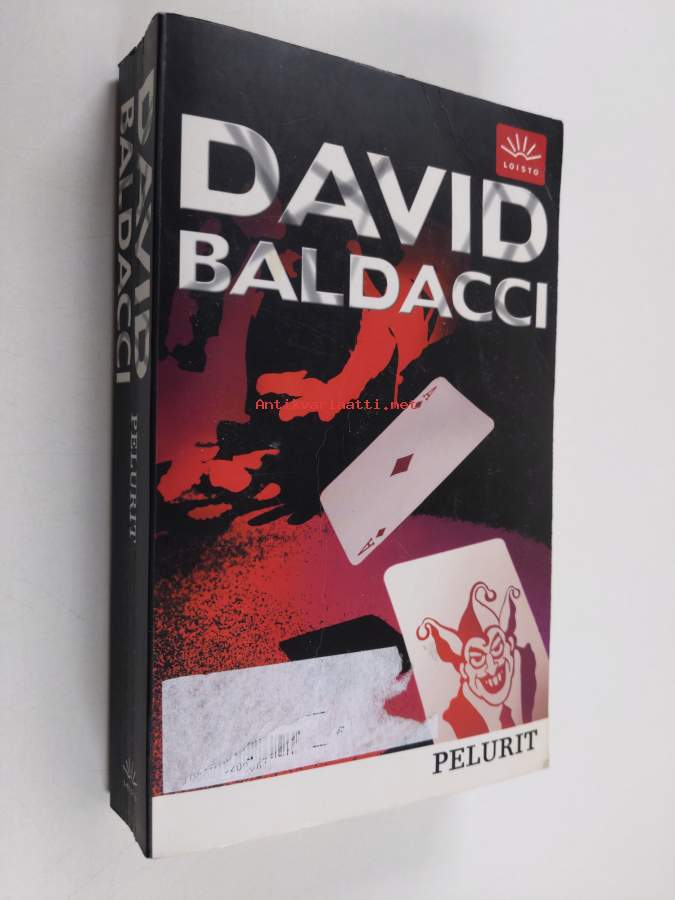 DAVID
BALDACCI
LOISTO
Antikvariaatti.net
A
A
PELURIT
DAVID
BALDACCI
PELURIT